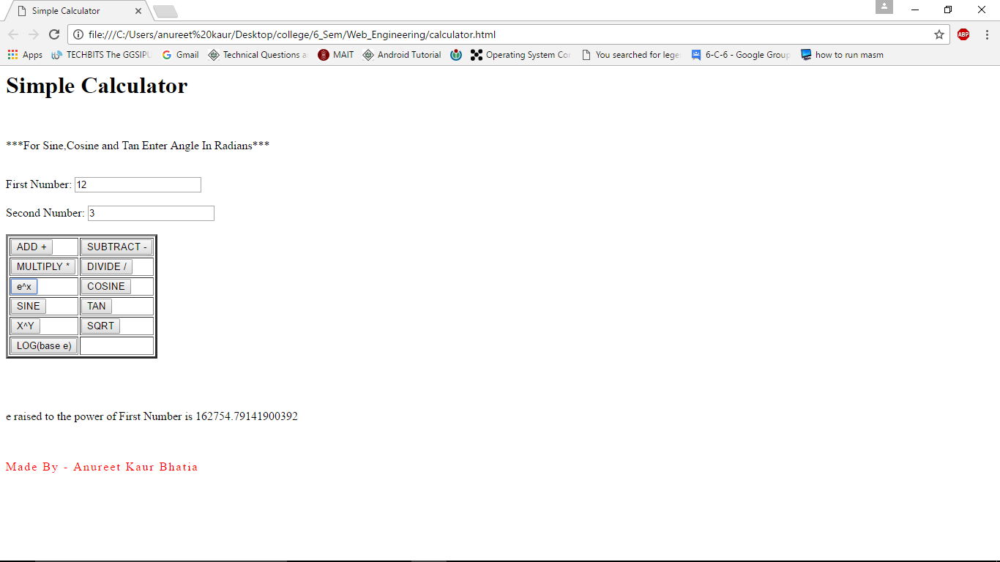 Simple Calculator
file:///C:/Users/anureet%20kaur/Desktop/college/6_Sem/Web_Engineering/calculator.html
ABP
Apps TECHBITS The GGSIPU Gmail Technical Questions a MAIT Android Tutorial Operating System Con You searched for lege 6-C-6 - Google Group how to run masm
Simple Calculator
***For Sine,Cosine and Tan Enter Angle In Radians***
First Number: 12
Second Number: 3
ADD + SUBTRACT -
MULTIPLY * DIVIDE /
e^x COSINE
SINE TAN
X^Y SQRT
LOG(base e)
e raised to the power of First Number is 162754.79141900392
Made By - Anureet Kaur Bhatia